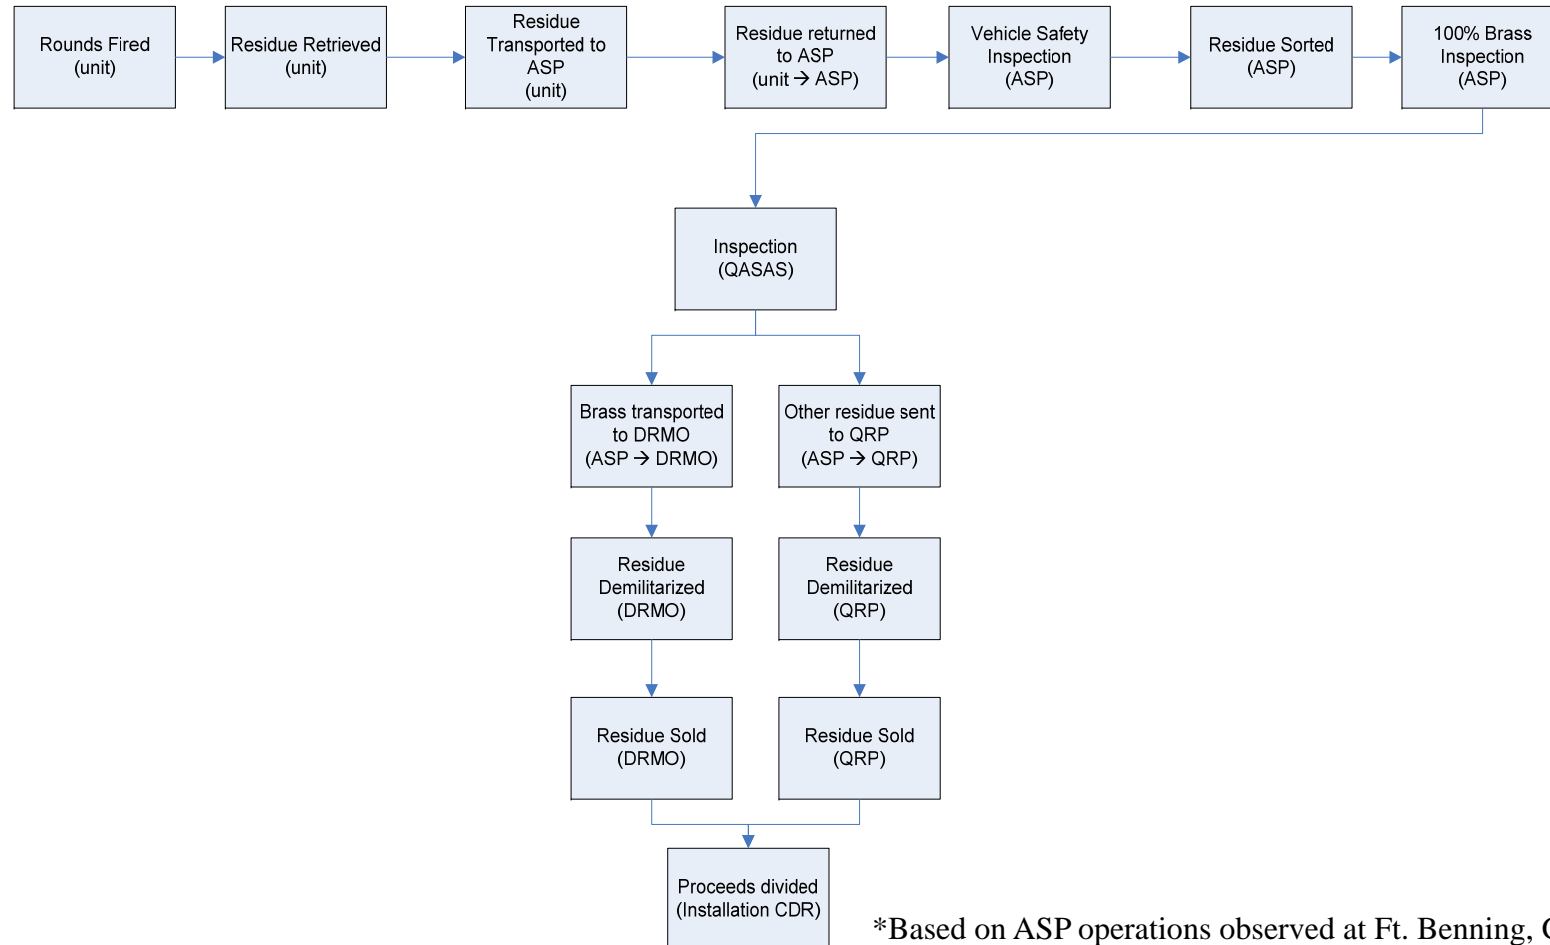 Rounds Fired
(unit)
Residue Retrieved
(unit)
Residue
Transported to
ASP
(unit)
Residue returned
to ASP
(unit → ASP)
Vehicle Safety
Inspection
(ASP)
Residue Sorted
(ASP)
100% Brass
Inspection
(ASP)
Inspection
(QASAS)
Brass transported
to DRMO
(ASP → DRMO)
Other residue sent
to QRP
(ASP → QRP)
Residue
Demilitarized
(DRMO)
Residue
Demilitarized
(QRP)
Residue Sold
(DRMO)
Residue Sold
(QRP)
Proceeds divided
(Installation CDR)
*Based on ASP operations observed at Ft. Benning,